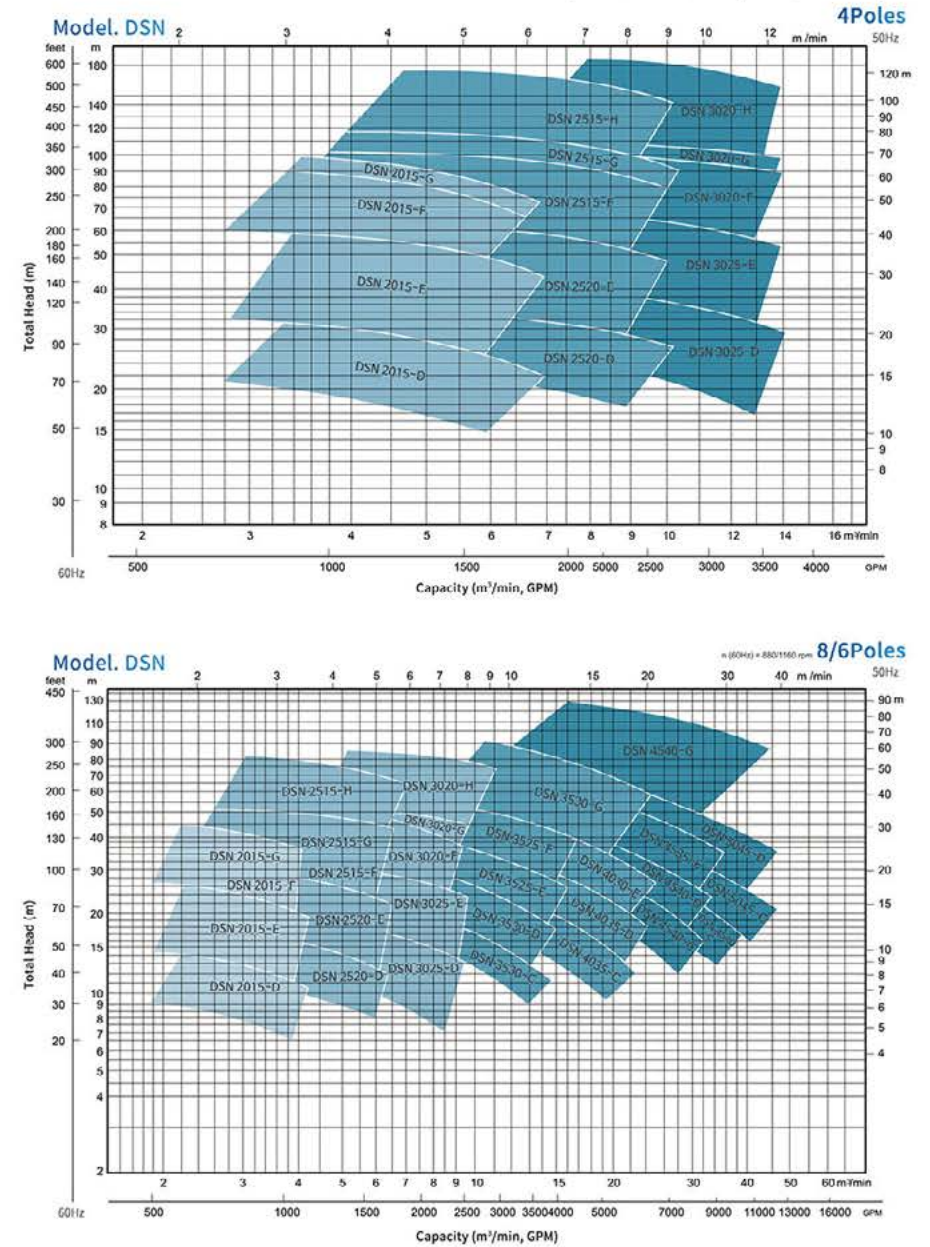 Model. DSN
4Poles
50Hz
2 3 4 5 6 7 8 9 10 12 m /min
feet m
600
500
450
400
350
300
250
200
180
160
140
120
90
70
50
30
180
140
120
100
90
80
70
60
50
40
30
20
15
10
9
8
120 m
100
90
80
70
60
50
40
30
20
15
10
9
8
Total Head (m)
DSN 3020-H
DSN 2515-H
DSN 3020-G
DSN 2515-G
DSN 2015-G
DSN 3020-F
DSN 2515-F
DSN 2015-F
DSN 3025-E
DSN 2520-E
DSN 2015-E
DSN 3025-D
DSN 2520-D
DSN 2015-D
2 3 4 5 6 7 8 9 10 12 14 16 m³/min
500 1000 1500 2000 5000 2500 3000 3500 4000 GPM
60Hz
Capacity (m³/min, GPM)
Model. DSN
n (60Hz) = 880/1160 rpm 8/6Poles
50Hz
2 3 4 5 6 7 8 9 10 15 20 30 40 m /min
feet m
450
300
250
200
160
130
100
70
50
40
30
20
130
110
90
80
70
60
50
40
30
20
15
10
9
8
7
6
5
4
2
90 m
80
70
60
50
40
30
20
15
10
9
8
7
6
5
4
Total Head (m)
DSN 4540-G
DSN 2515-H
DSN 3020-H
DSN 3520-G
DSN 3020-G
DSN 2515-G
DSN 3525-F
DSN 2015-G
DSN 3020-F
DSN 2515-F
DSN 2015-F
DSN 3525-E
DSN 4030-E
DSN 3025-E
DSN 2520-E
DSN 2015-E
DSN 3530-D
DSN 4035-D
DSN 3025-D
DSN 2520-D
DSN 2015-D
DSN 3530-C
DSN 4035-C
2 3 4 5 6 7 8 9 10 15 20 30 40 50 60 m³/min
500 1000 1500 2000 2500 3000 3500 4000 5000 7000 9000 11000 13000 16000 GPM
60Hz
Capacity (m³/min, GPM)